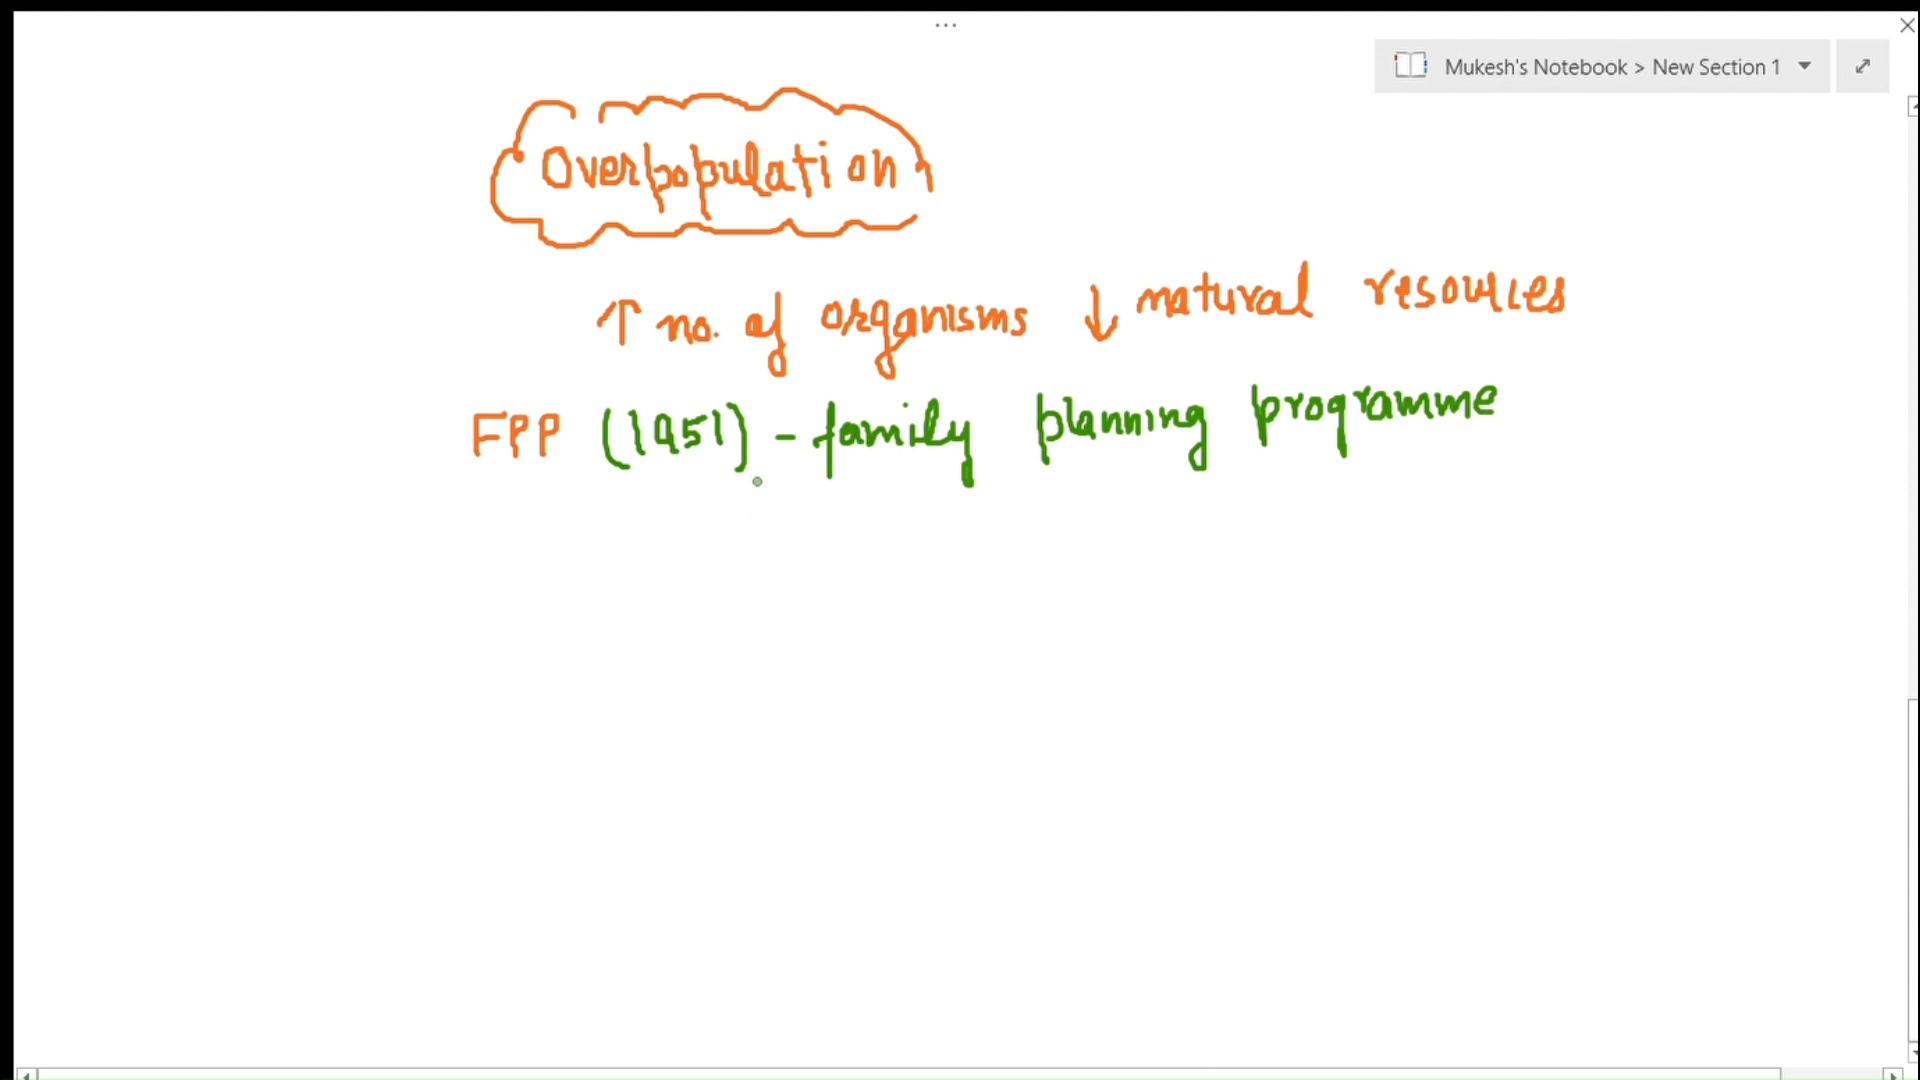 ...
Mukesh's Notebook > New Section 1
Overpopulation
↑ no. of organisms ↓ natural resources
FPP (1951) - family planning programme